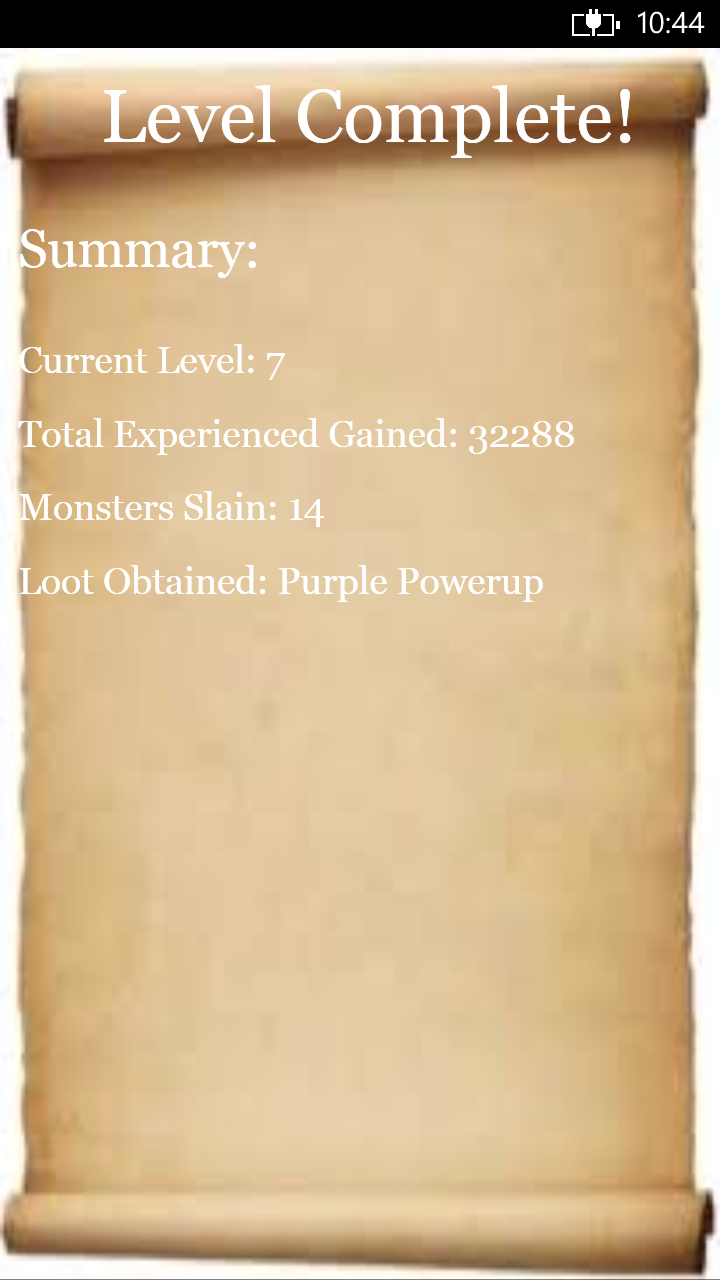 10:44
Level Complete!
Summary:
Current Level: 7
Total Experienced Gained: 32288
Monsters Slain: 14
Loot Obtained: Purple Powerup